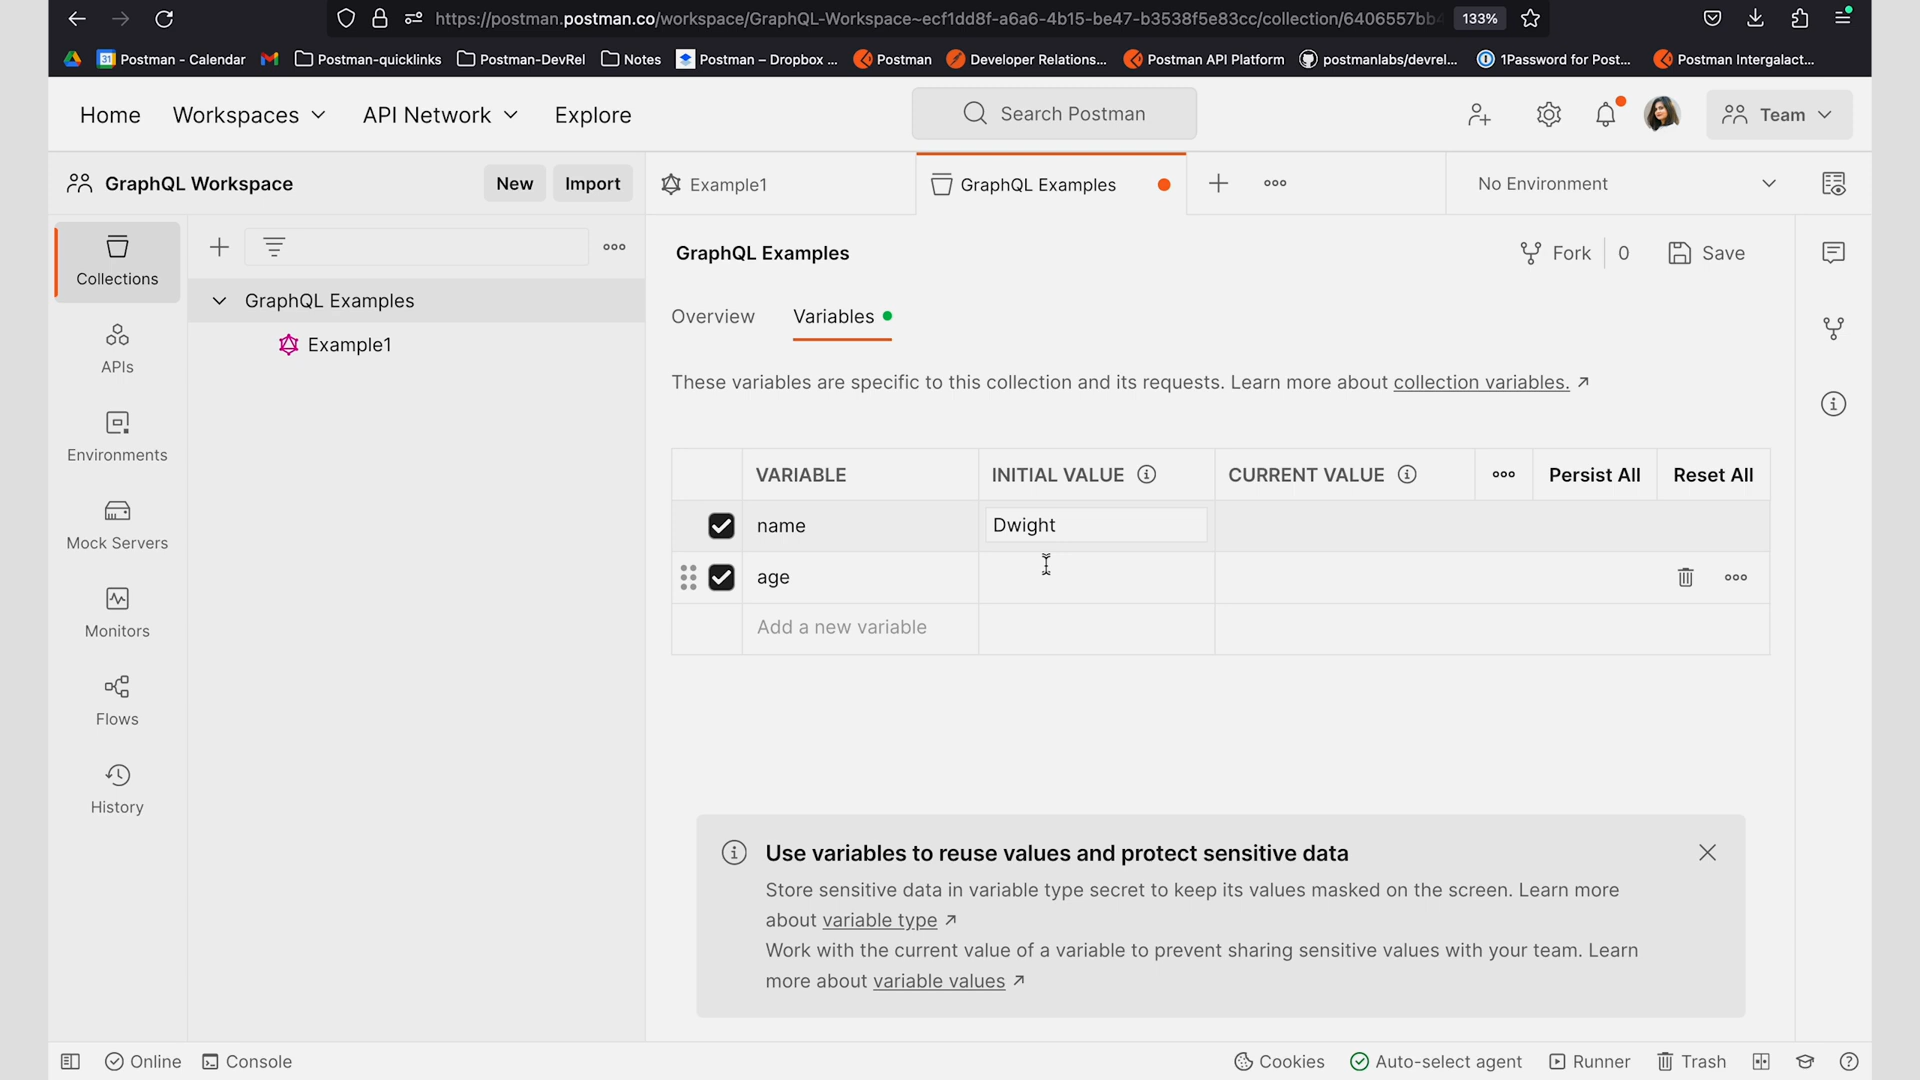 https://postman.postman.co/workspace/GraphQL-Workspace~ecf1dd8f-a6a6-4b15-be47-b3538f5e83cc/collection/6406557bb4
133%
Postman - Calendar
Postman-quicklinks
Postman-DevRel
Notes
Postman – Dropbox ...
Postman
Developer Relations...
Postman API Platform
postmanlabs/devrel...
1Password for Post...
Postman Intergalact...
Home
Workspaces
API Network
Explore
Search Postman
Team
GraphQL Workspace
New
Import
Example1
GraphQL Examples
No Environment
Collections
APIs
Environments
Mock Servers
Monitors
Flows
History
GraphQL Examples
Example1
GraphQL Examples
Fork
0
Save
Overview
Variables
These variables are specific to this collection and its requests. Learn more about collection variables. ↗
VARIABLE
INITIAL VALUE
CURRENT VALUE
Persist All
Reset All
name
Dwight
age
Add a new variable
Use variables to reuse values and protect sensitive data
Store sensitive data in variable type secret to keep its values masked on the screen. Learn more
about variable type ↗
Work with the current value of a variable to prevent sharing sensitive values with your team. Learn
more about variable values ↗
Online
Console
Cookies
Auto-select agent
Runner
Trash